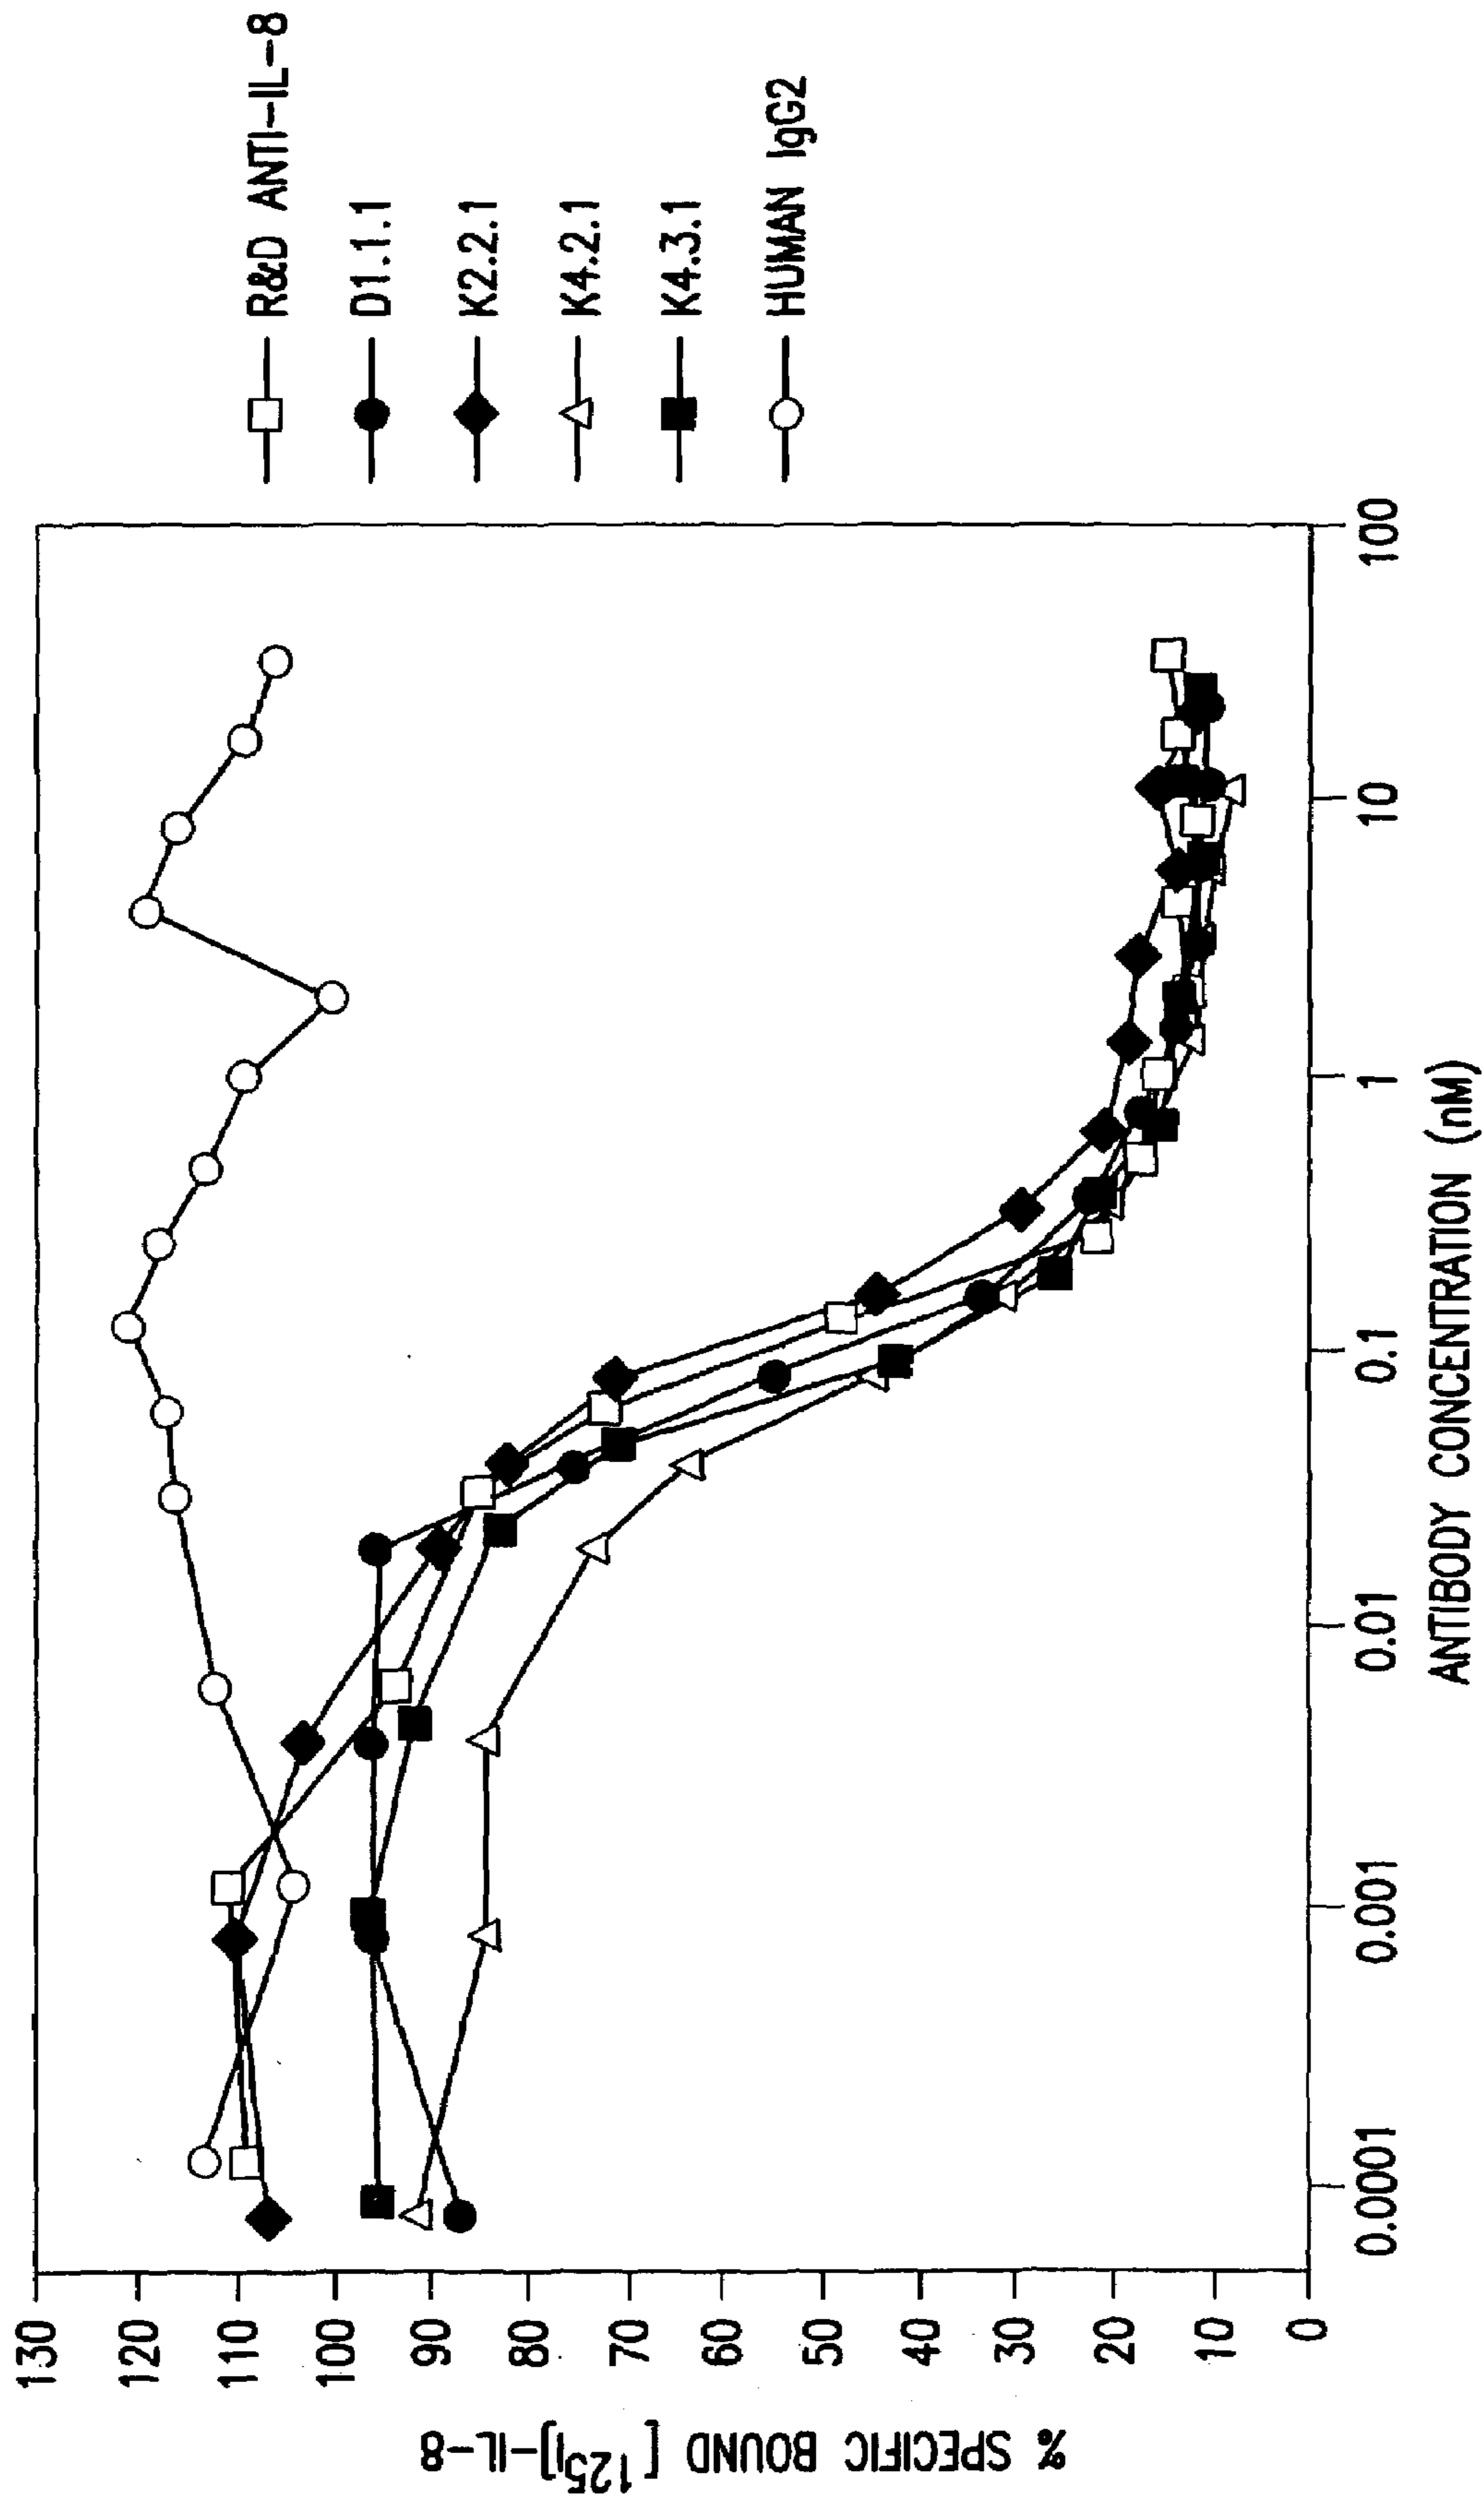 % SPECIFIC BOUND [125I]-IL-8
130
120
110
100
90
80
70
60
50
40
30
20
10
0
0.0001
0.001
0.01
0.1
1
10
100
ANTIBODY CONCENTRATION (nM)
R&D ANTI-IL-8
D1.1.1
K2.2.1
K4.2.1
K4.3.1
HUMAN IgG2